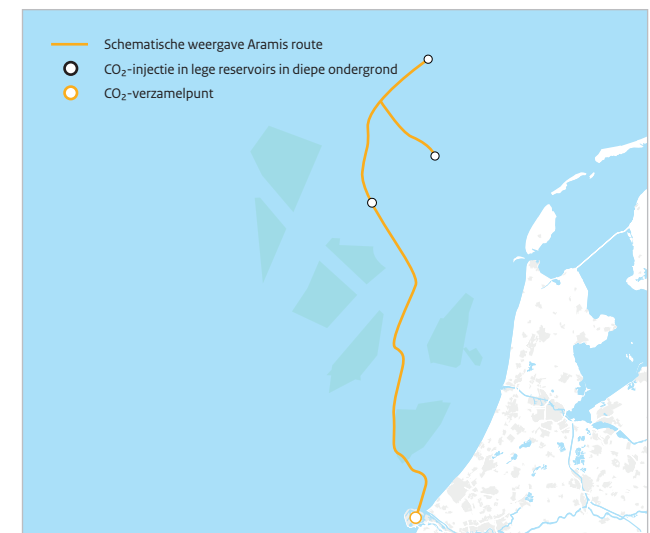 Schematische weergave Aramis route
CO₂-injectie in lege reservoirs in diepe ondergrond
CO₂-verzamelpunt